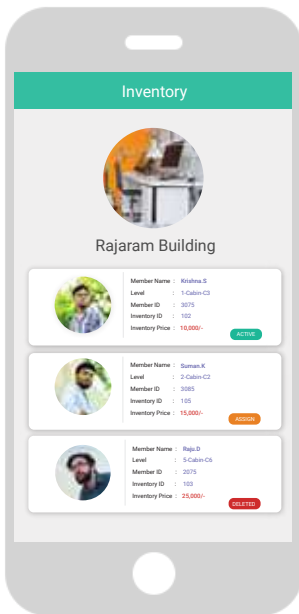 Inventory
Rajaram Building
Member Name : Krishna.S
Level : 1-Cabin-C3
Member ID : 3075
Inventory ID : 102
Inventory Price : 10,000/-
ACTIVE
Member Name : Suman.K
Level : 2-Cabin-C2
Member ID : 3085
Inventory ID : 105
Inventory Price : 15,000/-
ASSIGN
Member Name : Raju.D
Level : 5-Cabin-C6
Member ID : 2075
Inventory ID : 103
Inventory Price : 25,000/-
DELETED